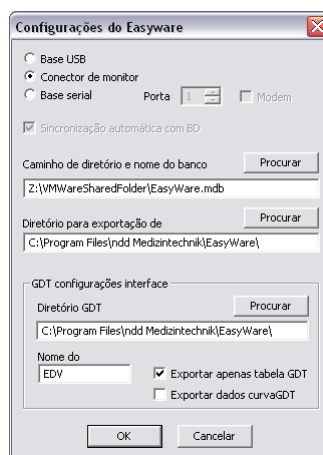 Configurações do Easyware
Base USB
Conector de monitor
Base serial Porta 1 Modem
Sincronização automática com BD
Caminho de diretório e nome do banco Procurar
Z:\VMWareSharedFolder\EasyWare.mdb
Diretório para exportação de Procurar
C:\Program Files\ndd Medizintechnik\EasyWare\
GDT configurações interface
Diretório GDT Procurar
C:\Program Files\ndd Medizintechnik\EasyWare\
Nome do
EDV Exportar apenas tabela GDT
Exportar dados curvaGDT
OK Cancelar